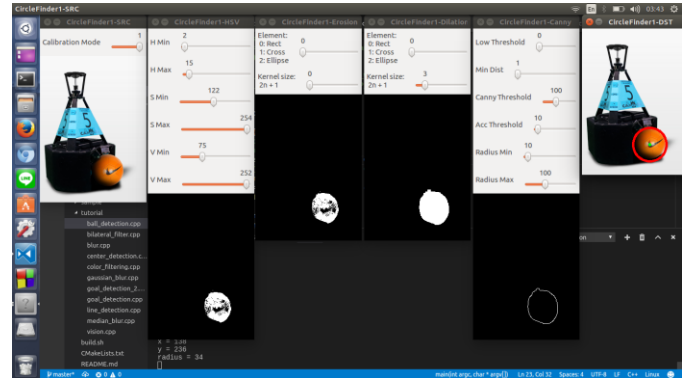 CircleFinder1-SRC
En
03:43
CircleFinder1-SRC
Calibration Mode
1
CircleFinder1-HSV
H Min
2
H Max
15
S Min
122
S Max
254
V Min
75
V Max
252
CircleFinder1-Erosion
Element:
0: Rect
1: Cross
2: Ellipse
0
Kernel size:
2n + 1
0
CircleFinder1-Dilation
Element:
0: Rect
1: Cross
2: Ellipse
0
Kernel size:
2n + 1
3
CircleFinder1-Canny
Low Threshold
0
Min Dist
1
Canny Threshold
100
Acc Threshold
10
Radius Min
10
Radius Max
100
CircleFinder1-DST
tutorial
ball_detection.cpp
bilateral_filter.cpp
blur.cpp
center_detection.c...
color_filtering.cpp
gaussian_blur.cpp
goal_detection_2....
goal_detection.cpp
line_detection.cpp
median_blur.cpp
vision.cpp
build.sh
CMakeLists.txt
README.md
x = 130
y = 236
radius = 34
master*
0
0
main(int argc, char * argv[])
Ln 23, Col 32
Spaces: 4
UTF-8
LF
C++
Linux